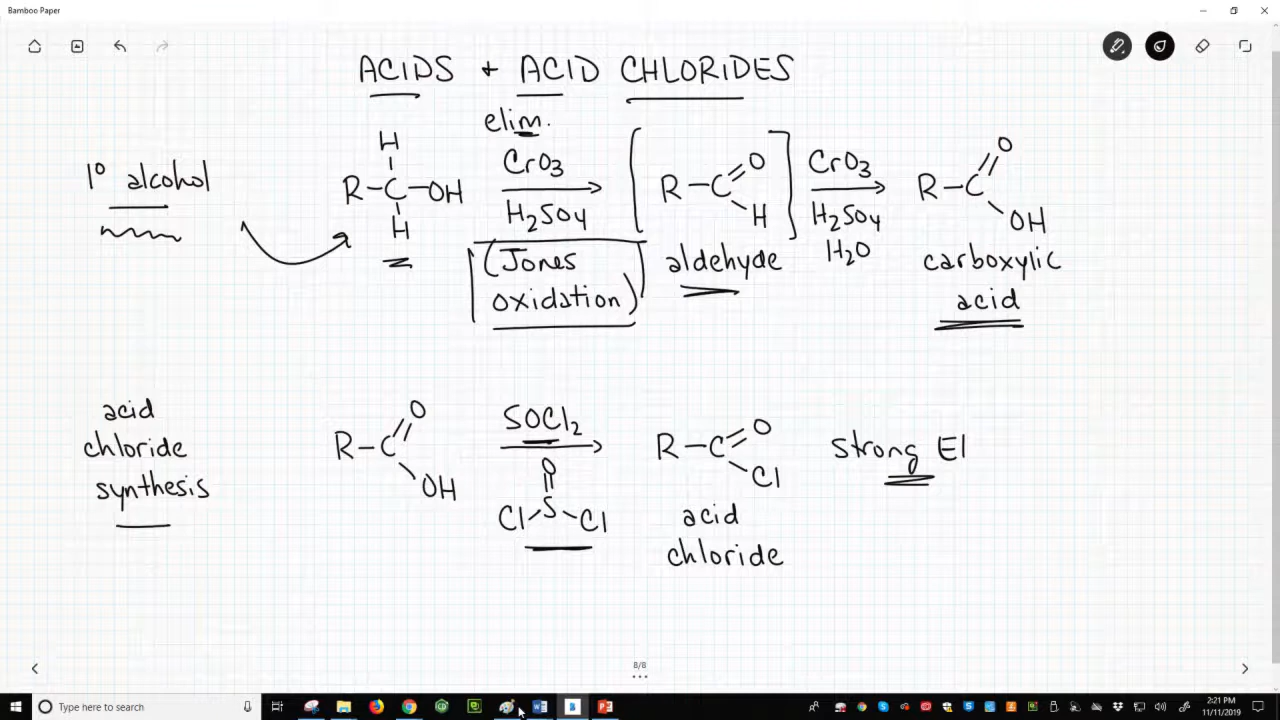 Bamboo Paper
ACIDS + ACID CHLORIDES
elim.
1° alcohol
H
R-C-OH
H
CrO3
H2SO4
(Jones
oxidation)
R-C=O
H
aldehyde
CrO3
H2SO4
H2O
R-C=O
OH
carboxylic
acid
acid
chloride
synthesis
R-C=O
OH
SOCl2
O
Cl-S-Cl
R-C=O
Cl
acid
chloride
strong El
8/8
Type here to search
2:21 PM
11/11/2019